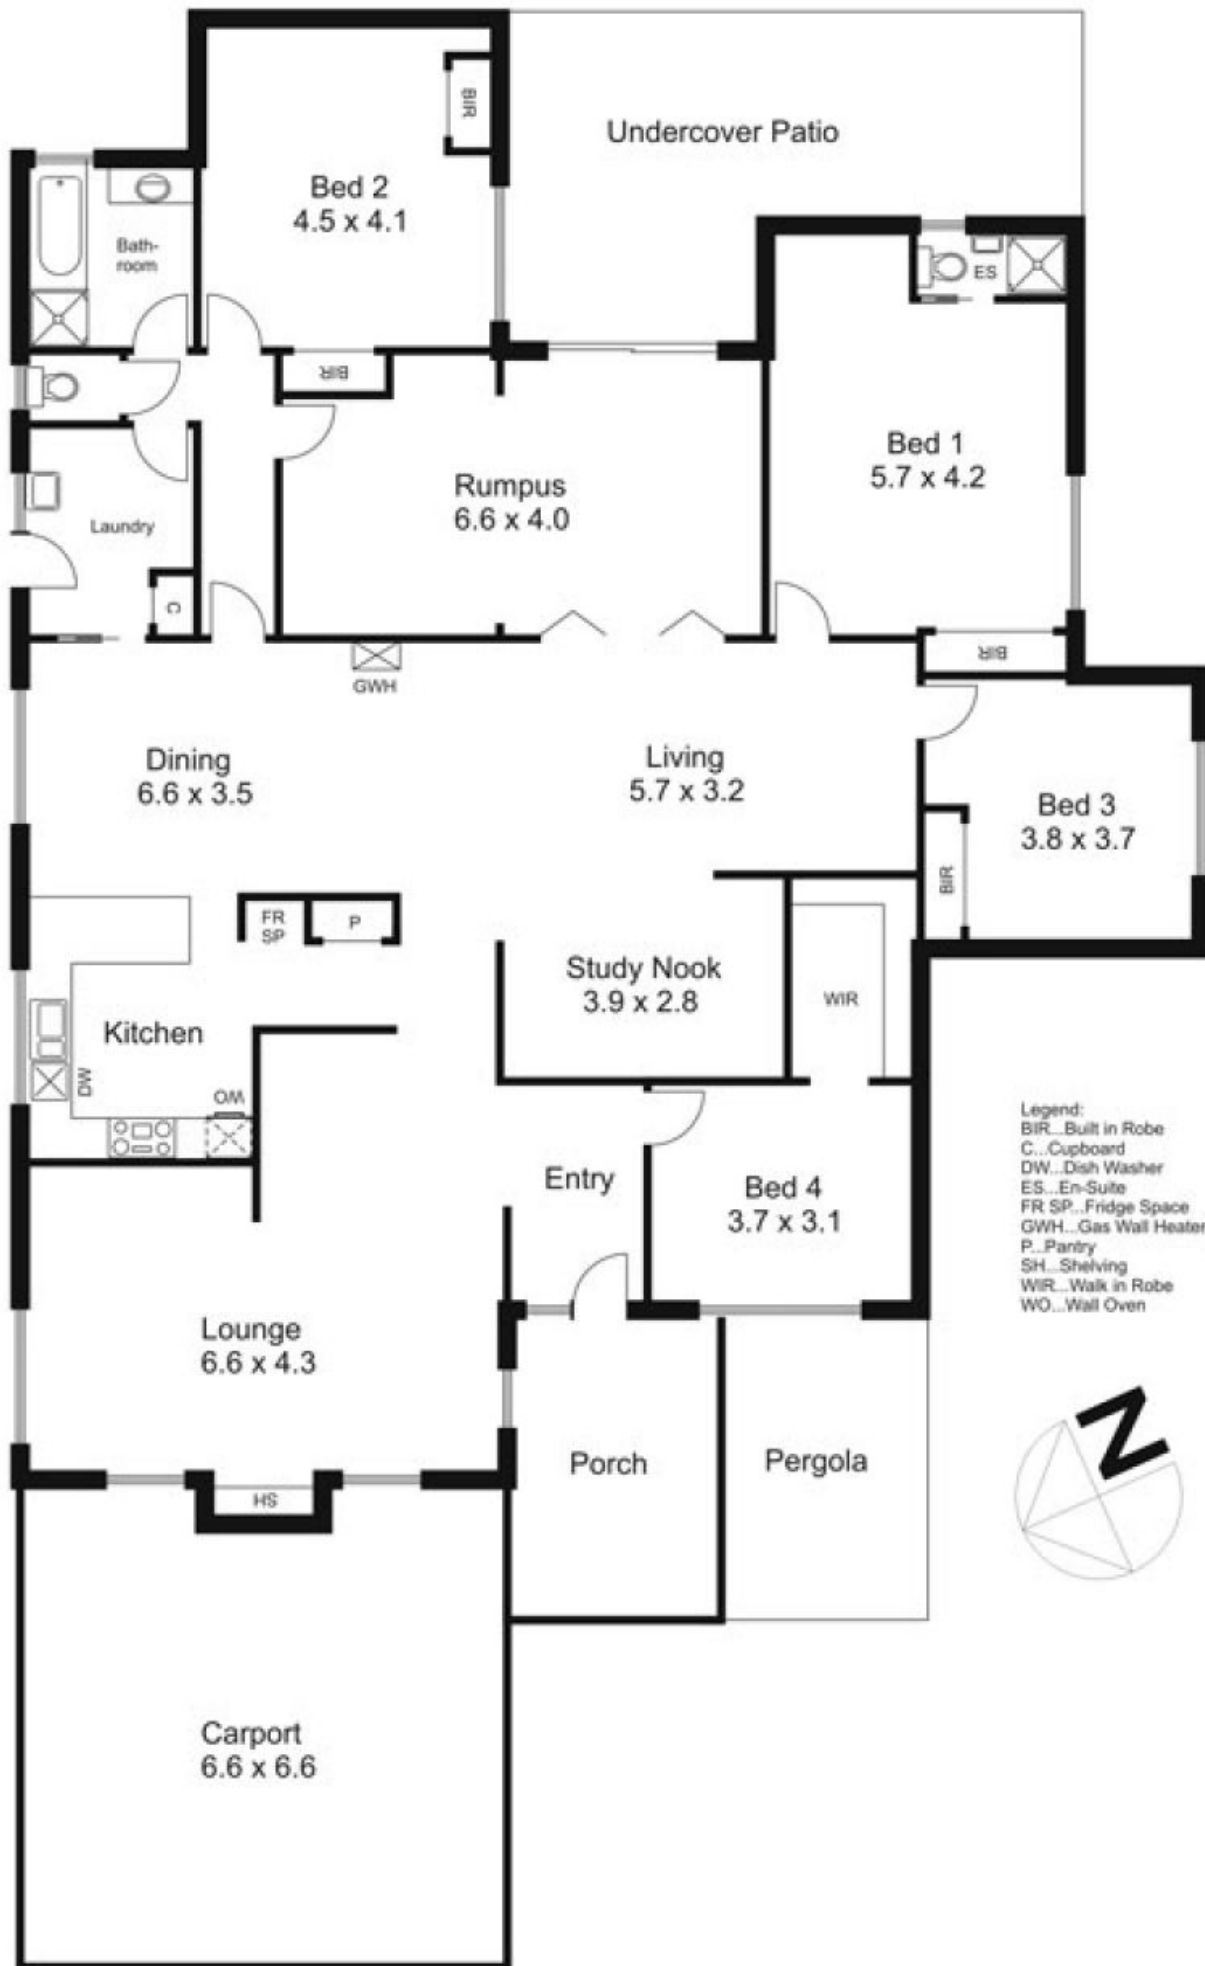 Undercover Patio
BIR
Bed 2
4.5 x 4.1
Bath-
room
ES
BIR
Bed 1
5.7 x 4.2
Rumpus
6.6 x 4.0
Laundry
C
BIR
GWH
Dining
6.6 x 3.5
Living
5.7 x 3.2
Bed 3
3.8 x 3.7
BIR
FR
SP
P
Study Nook
3.9 x 2.8
WIR
Kitchen
DW
WO
Entry
Bed 4
3.7 x 3.1
Legend:
BIR...Built in Robe
C...Cupboard
DW...Dish Washer
ES...En-Suite
FR SP...Fridge Space
GWH...Gas Wall Heater
P...Pantry
SH...Shelving
WIR...Walk in Robe
WO...Wall Oven
Lounge
6.6 x 4.3
N
Porch
Pergola
SH
Carport
6.6 x 6.6